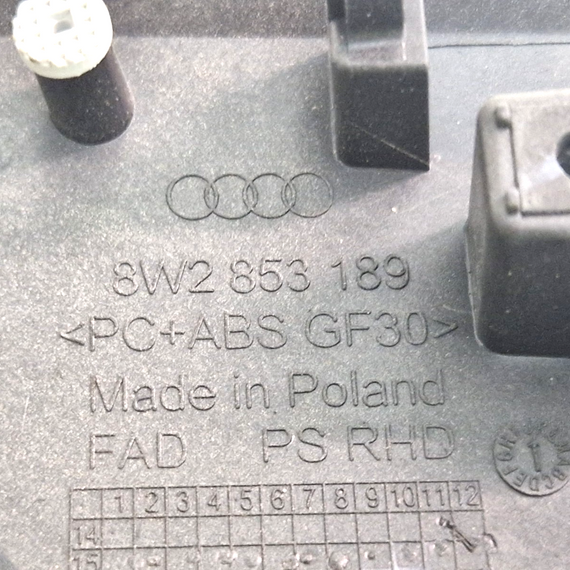 8W2 853 189
<PC+ABS GF30>
Made in Poland
FAD PS RHD
1 2 3 4 5 6 7 8 9 10 11 12
14
15